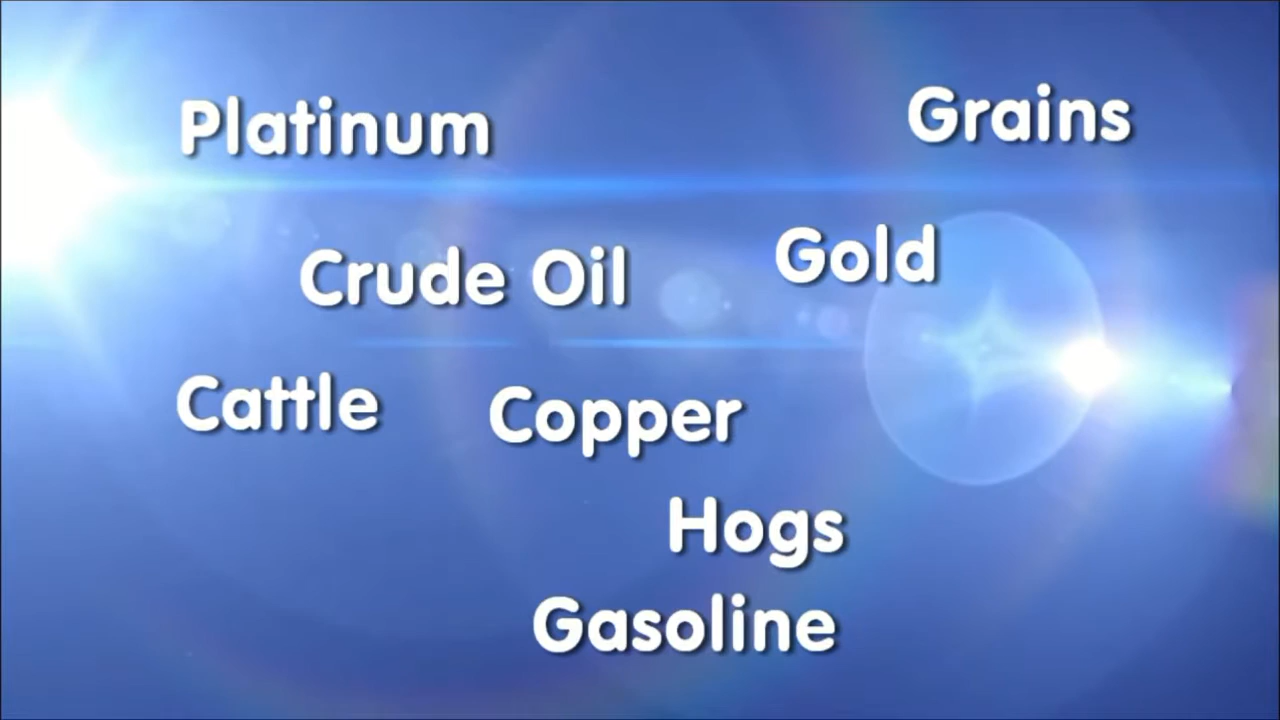 Platinum
Grains
Crude Oil
Gold
Cattle
Copper
Hogs
Gasoline